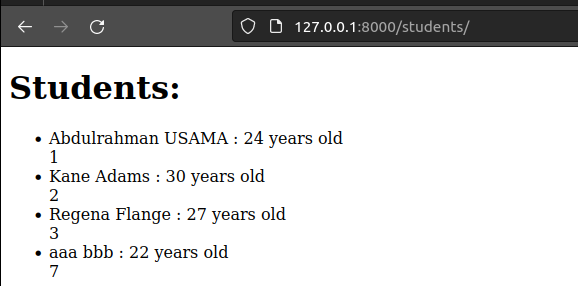 127.0.0.1:8000/students/
Students:
• Abdulrahman USAMA : 24 years old
1
• Kane Adams : 30 years old
2
• Regena Flange : 27 years old
3
• aaa bbb : 22 years old
7